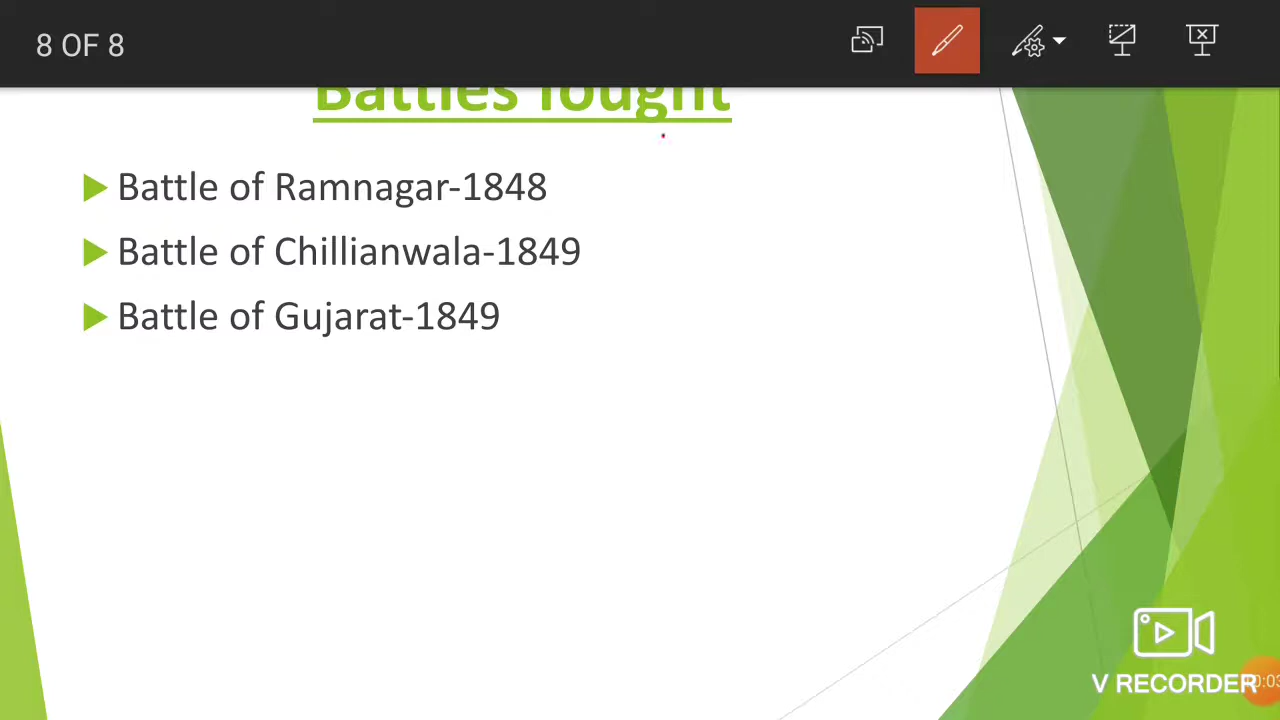 8 OF 8
Battles fought
Battle of Ramnagar-1848
Battle of Chillianwala-1849
Battle of Gujarat-1849
V RECORDER